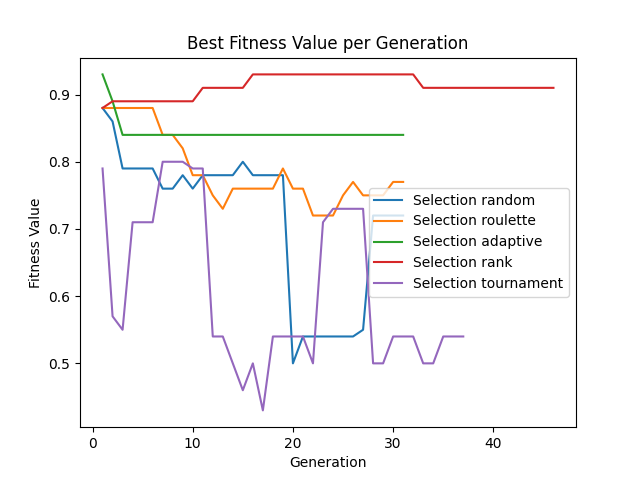 Best Fitness Value per Generation
Fitness Value
0.9
0.8
0.7
0.6
0.5
Selection random
Selection roulette
Selection adaptive
Selection rank
Selection tournament
0 10 20 30 40
Generation